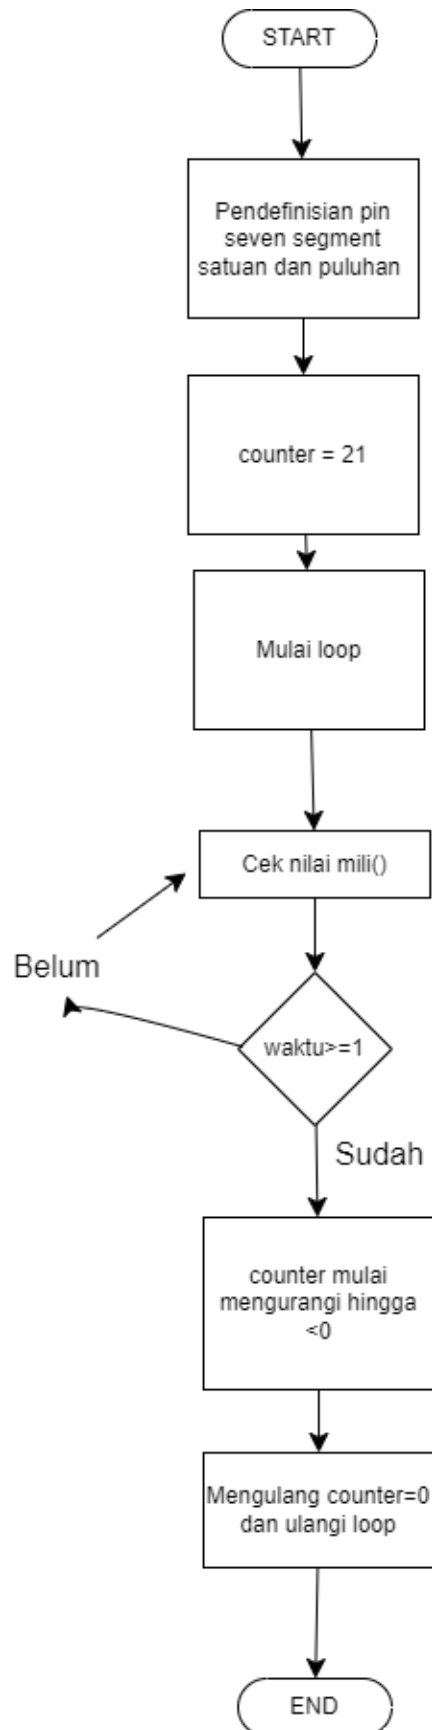 START
Pendefinisian pin
seven segment
satuan dan puluhan
counter = 21
Mulai loop
Cek nilai mili()
Belum
waktu>=1
Sudah
counter mulai
mengurangi hingga
<0
Mengulang counter=0
dan ulangi loop
END